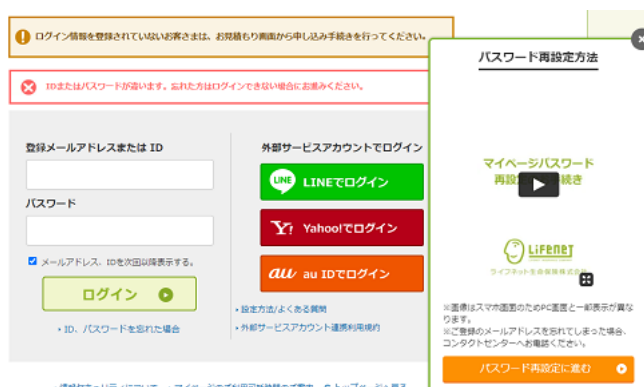 ログイン情報を登録されていないお客さまは、お見積もり画面から申し込み手続きを行ってください。
IDまたはパスワードが違います。忘れた方はログインできない場合にお進みください。
登録メールアドレスまたは ID
パスワード
メールアドレス、IDを次回以降表示する。
ログイン
ID、パスワードを忘れた場合
外部サービスアカウントでログイン
LINE LINEでログイン
Y! Yahoo!でログイン
au au IDでログイン
設定方法/よくある質問
外部サービスアカウント連携利用規約
パスワード再設定方法
マイページパスワード
再設 続き
LIFENET
ライフネット生命保険株式会
※画像はスマホ画面のためPC画面と一部表示が異な
ります。
※ご登録のメールアドレスを忘れてしまった場合、
コンタクトセンターへお電話ください。
パスワード再設定に進む